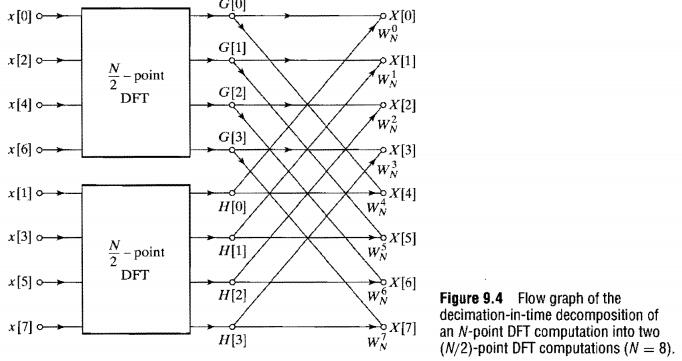 x[0] G[0] X[0]
W_N^0
x[2] G[1] X[1]
W_N^1
N/2 – point
DFT
x[4] G[2] X[2]
W_N^2
x[6] G[3] X[3]
W_N^3
x[1] H[0] X[4]
W_N^4
x[3] H[1] X[5]
W_N^5
N/2 – point
DFT
x[5] H[2] X[6]
W_N^6
x[7] H[3] X[7]
W_N^7
Figure 9.4 Flow graph of the
decimation-in-time decomposition of
an N-point DFT computation into two
(N/2)-point DFT computations (N = 8).